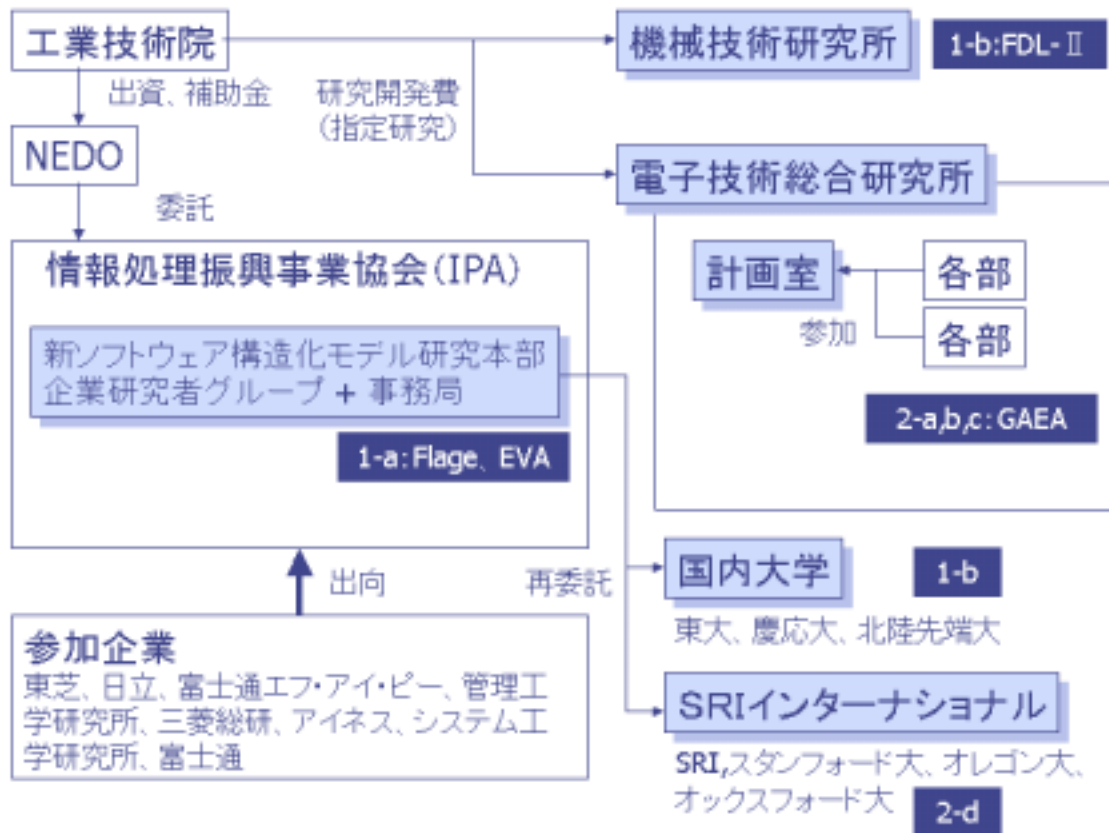 工業技術院
機械技術研究所
1-b:FDL-Ⅱ
出資、補助金
研究開発費
(指定研究)
NEDO
電子技術総合研究所
委託
情報処理振興事業協会(IPA)
計画室
各部
参加
各部
新ソフトウェア構造化モデル研究本部
企業研究者グループ + 事務局
2-a,b,c:GAEA
1-a:Flage、EVA
出向
再委託
国内大学
1-b
東大、慶応大、北陸先端大
参加企業
東芝、日立、富士通エフ・アイ・ピー、管理工
学研究所、三菱総研、アイネス、システム工
学研究所、富士通
SRIインターナショナル
SRI,スタンフォード大、オレゴン大、
オックスフォード大
2-d